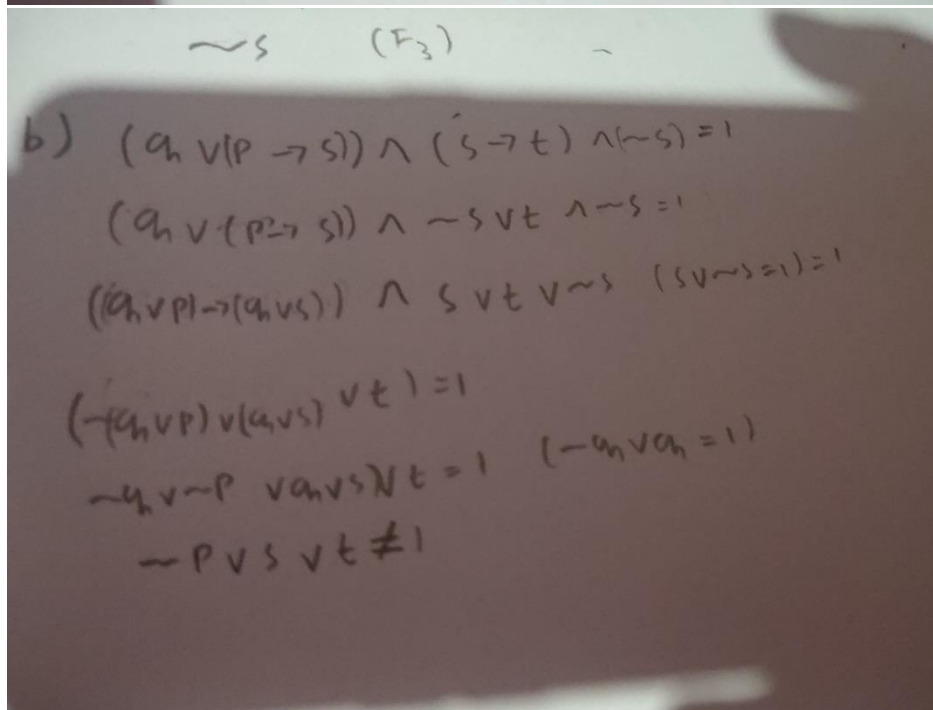 ~s (F3)
b) (q v(p → s)) ∧ (s → t) ∧(~s) = 1
(q v (p → s)) ∧ ~s v t ∧ ~s = 1
((q v p) → (q v s)) ∧ s v t v ~s (s v ~s = 1) = 1
(~(q v p) v (q v s) v t) = 1
~q v ~p v q v s) v t = 1 (~q v q = 1)
~p v s v t ≠ 1